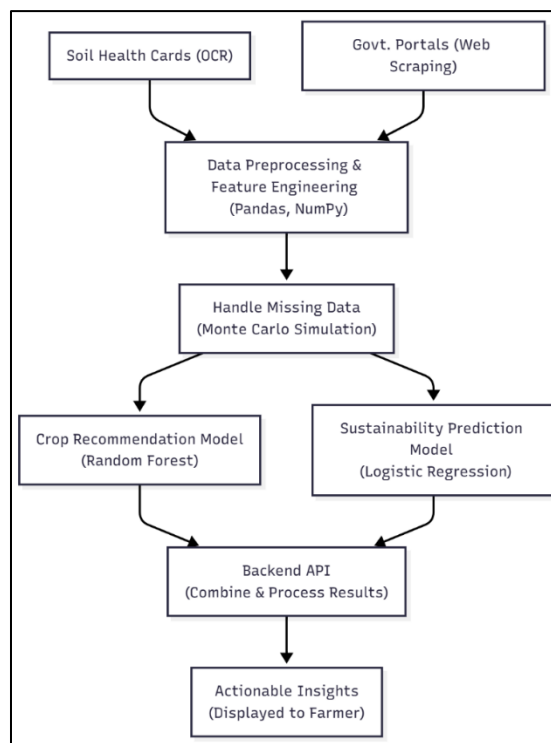 Soil Health Cards (OCR)
Govt. Portals (Web
Scraping)
Data Preprocessing &
Feature Engineering
(Pandas, NumPy)
Handle Missing Data
(Monte Carlo Simulation)
Crop Recommendation Model
(Random Forest)
Sustainability Prediction
Model
(Logistic Regression)
Backend API
(Combine & Process Results)
Actionable Insights
(Displayed to Farmer)